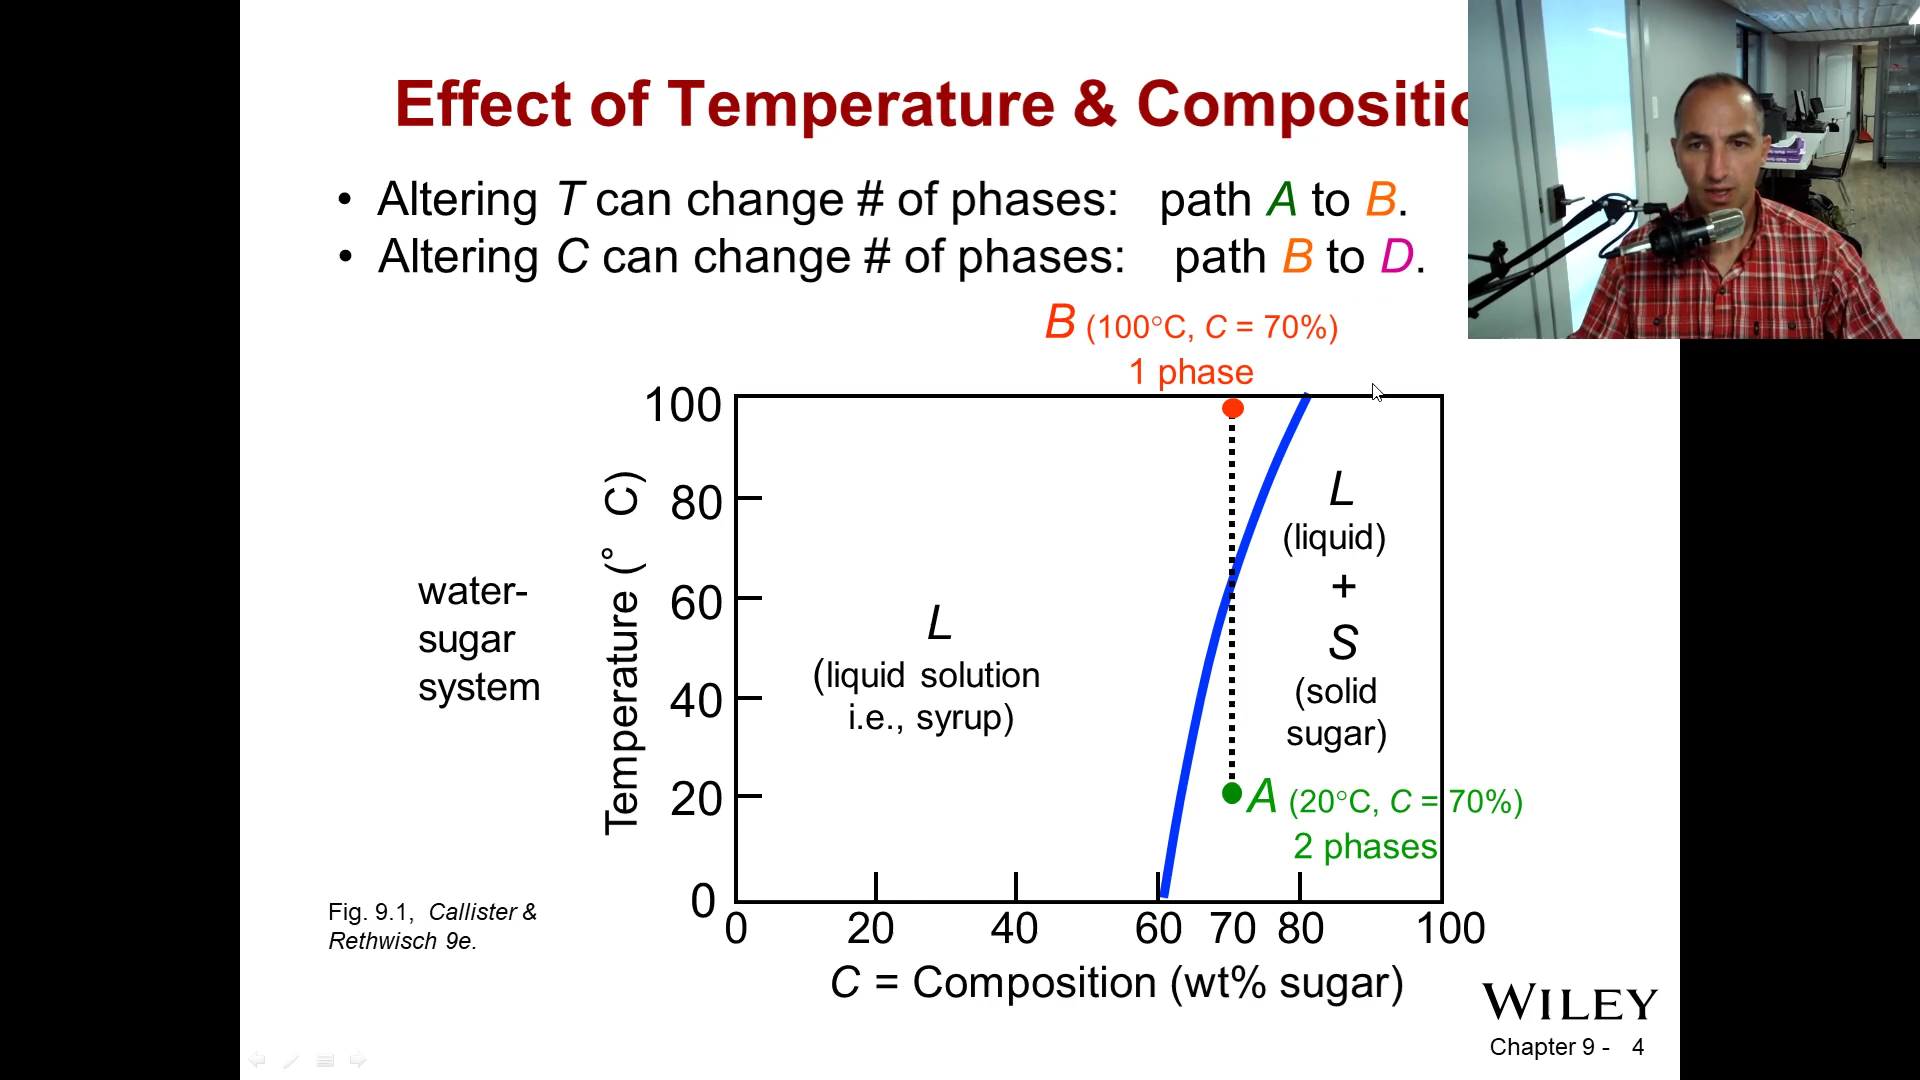 Effect of Temperature & Compositio
• Altering T can change # of phases: path A to B.
• Altering C can change # of phases: path B to D.
B (100°C, C = 70%)
1 phase
100
80
60
40
20
0
Temperature (° C)
water-
sugar
system
L
(liquid solution
i.e., syrup)
L
(liquid)
+
S
(solid
sugar)
A (20°C, C = 70%)
2 phases
0 20 40 60 70 80 100
C = Composition (wt% sugar)
Fig. 9.1, Callister &
Rethwisch 9e.
WILEY
Chapter 9 - 4